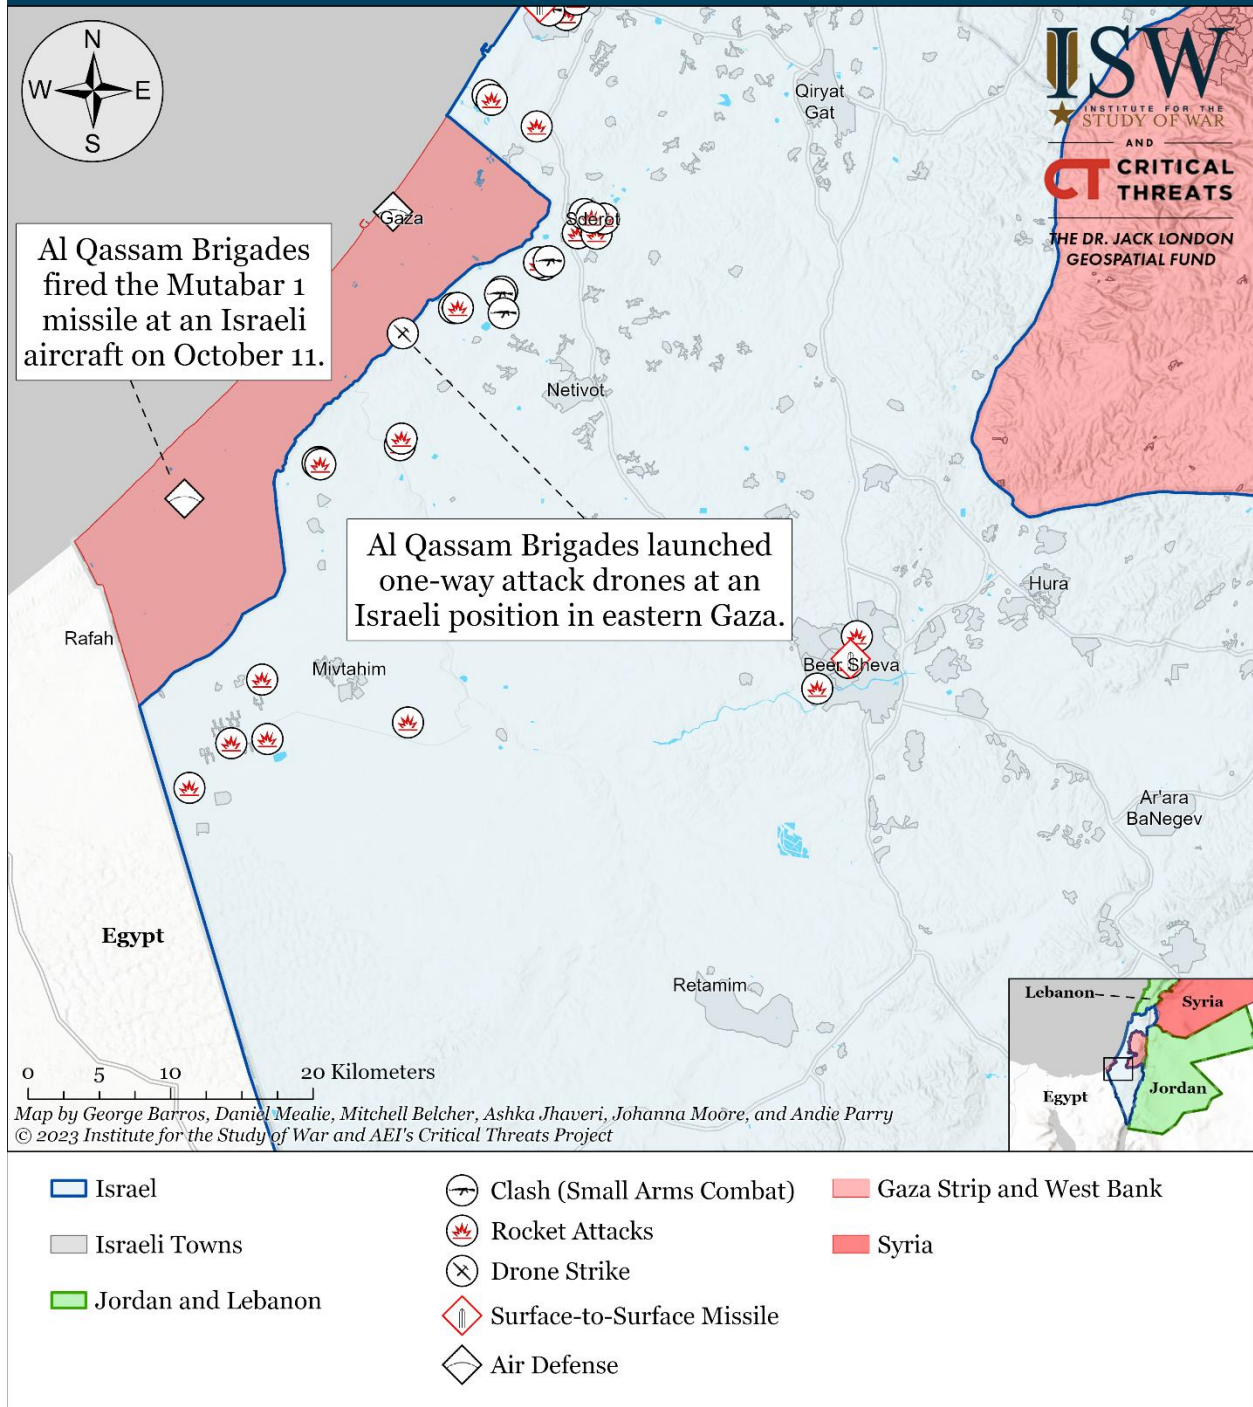 N
W E
S
ISW
INSTITUTE FOR THE
STUDY OF WAR
AND
CT CRITICAL
THREATS
THE DR. JACK LONDON
GEOSPATIAL FUND
Qiryat
Gat
Gaza
Sderot
Al Qassam Brigades
fired the Mutabar 1
missile at an Israeli
aircraft on October 11.
Netivot
Al Qassam Brigades launched
one-way attack drones at an
Israeli position in eastern Gaza.
Hura
Rafah
Mivtahim
Beer Sheva
Ar'ara
BaNegev
Egypt
Retamim
Lebanon
Syria
Egypt
Jordan
0 5 10 20 Kilometers
Map by George Barros, Daniel Mealie, Mitchell Belcher, Ashka Jhaveri, Johanna Moore, and Andie Parry
© 2023 Institute for the Study of War and AEI's Critical Threats Project
Israel
Israeli Towns
Jordan and Lebanon
Clash (Small Arms Combat)
Rocket Attacks
Drone Strike
Surface-to-Surface Missile
Air Defense
Gaza Strip and West Bank
Syria